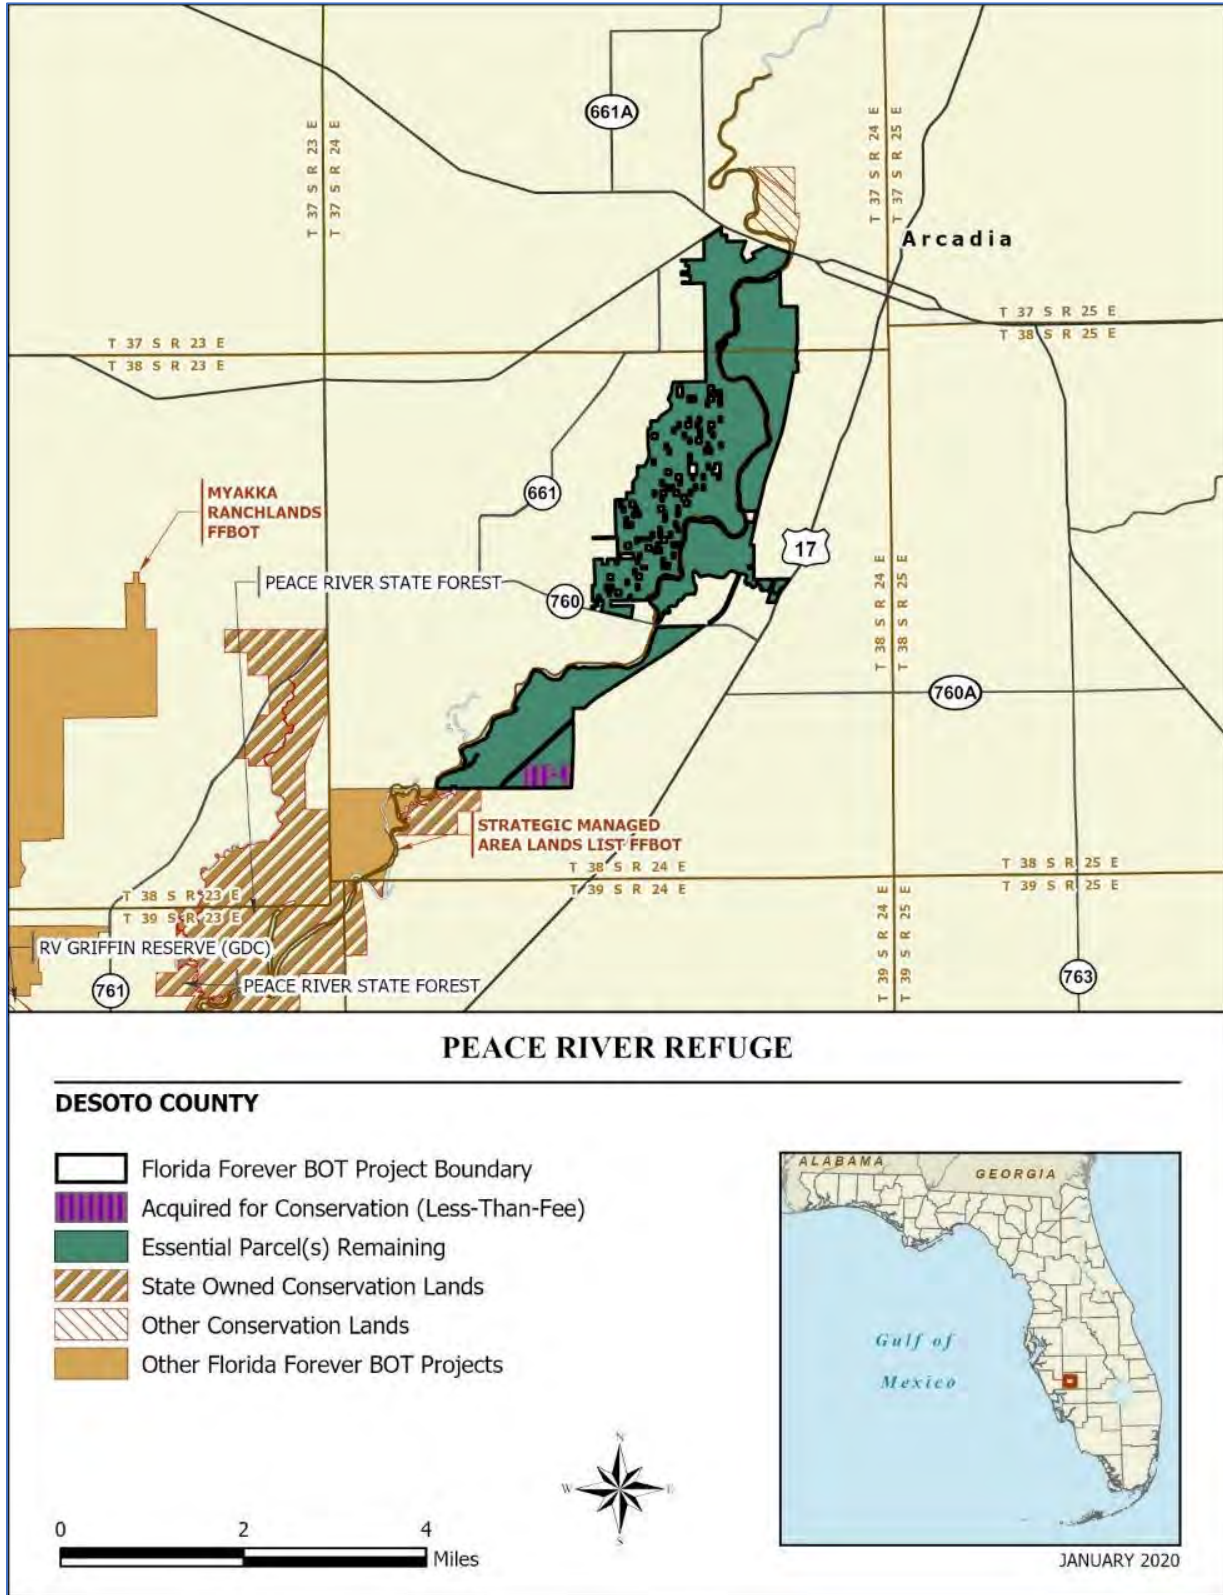 661A
T 37 S R 23 E
T 37 S R 24 E
T 37 S R 24 E
T 37 S R 25 E
Arcadia
T 37 S R 23 E
T 38 S R 23 E
T 37 S R 25 E
T 38 S R 25 E
MYAKKA
RANCHLANDS
FFBOT
661
17
PEACE RIVER STATE FOREST
760
T 38 S R 24 E
T 38 S R 25 E
760A
STRATEGIC MANAGED
AREA LANDS LIST FFBOT
T 38 S R 24 E
T 39 S R 24 E
T 38 S R 25 E
T 39 S R 25 E
T 38 S R 23 E
T 39 S R 23 E
T 39 S R 24 E
T 39 S R 25 E
RV GRIFFIN RESERVE (GDC)
761
PEACE RIVER STATE FOREST
763
PEACE RIVER REFUGE
DESOTO COUNTY
Florida Forever BOT Project Boundary
Acquired for Conservation (Less-Than-Fee)
Essential Parcel(s) Remaining
State Owned Conservation Lands
Other Conservation Lands
Other Florida Forever BOT Projects
ALABAMA
GEORGIA
Gulf of
Mexico
N
W E
S
0 2 4
Miles
JANUARY 2020